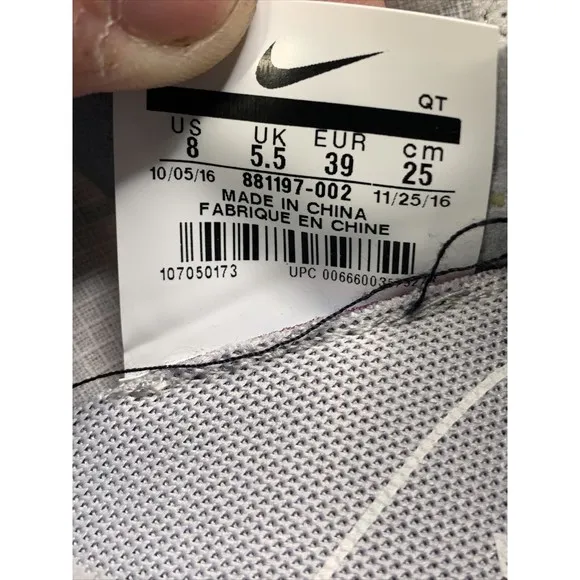 QT
US UK EUR cm
8 5.5 39 25
10/05/16 881197-002 11/25/16
MADE IN CHINA
FABRIQUE EN CHINE
107050173 UPC